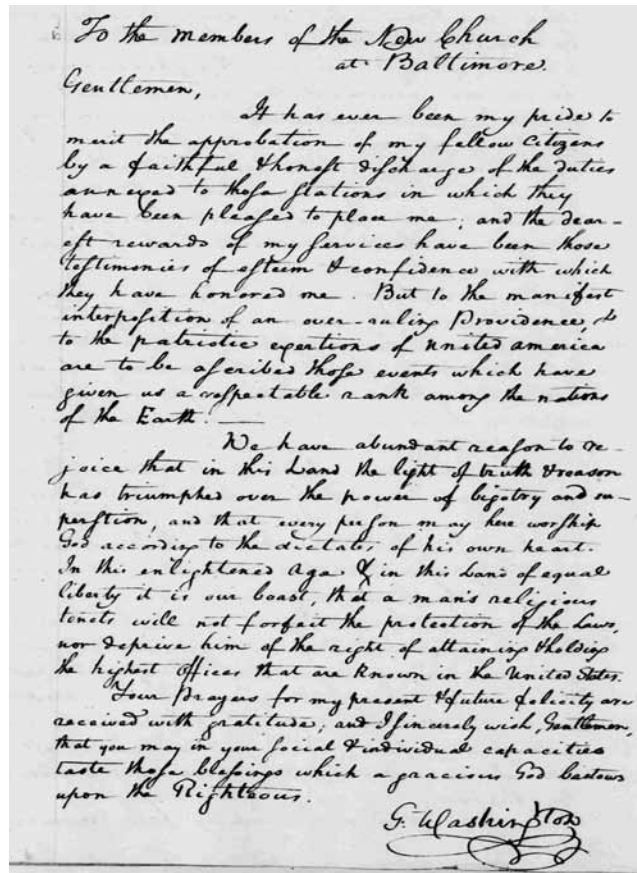 To the members of the New Church
at Baltimore.
Gentlemen,
It has ever been my pride to
merit the approbation of my fellow citizens
by a faithful & honest discharge of the duties
annexed to those stations in which they
have been pleased to place me; and the dear-
est rewards of my services have been those
testimonies of esteem & confidence with which
they have honored me. But to the manifest
interposition of an over-ruling Providence, &
to the patriotic exertions of united america
are to be ascribed those events which have
given us a respectable rank among the nations
of the Earth. —
We have abundant reason to re-
joice that in this Land the light of truth & reason
has triumphed over the power of bigotry and su-
perstion, and that every person may here worship
God according to the dictates of his own heart.
In this enlightened age & in this Land of equal
liberty it is our boast, that a man's religious
tenets will not forfeit the protection of the Laws,
nor deprive him of the right of attaining & holding
the highest offices that are known in the United States.
Your Prayers for my present & future felicity are
received with gratitude; and I sincerely wish, Gentlemen,
that you may in your social & individual capacities
taste those blessings which a gracious God bestows
upon the Righteous.
G. Washington